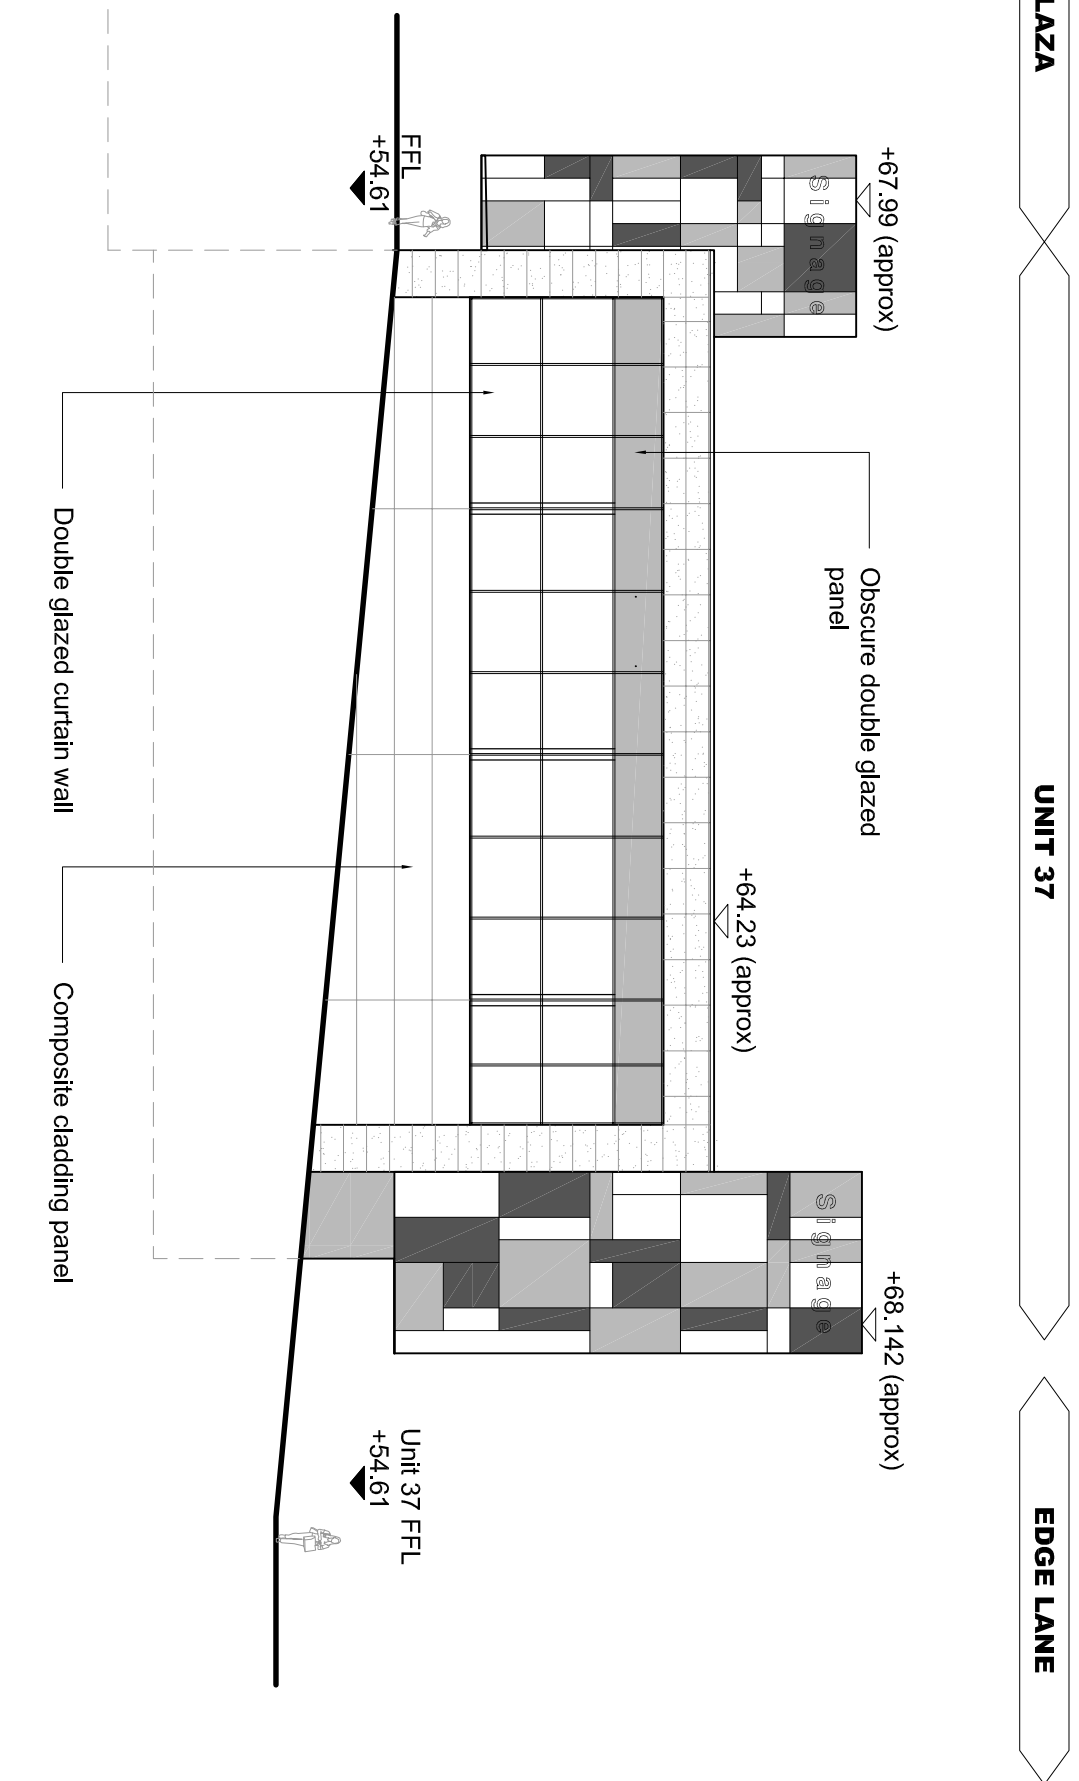 LAZA
UNIT 37
EDGE LANE
+67.99 (approx)
Signage
Obscure double glazed
panel
+64.23 (approx)
+68.142 (approx)
Signage
FFL
+54.61
Unit 37 FFL
+54.61
Double glazed curtain wall
Composite cladding panel